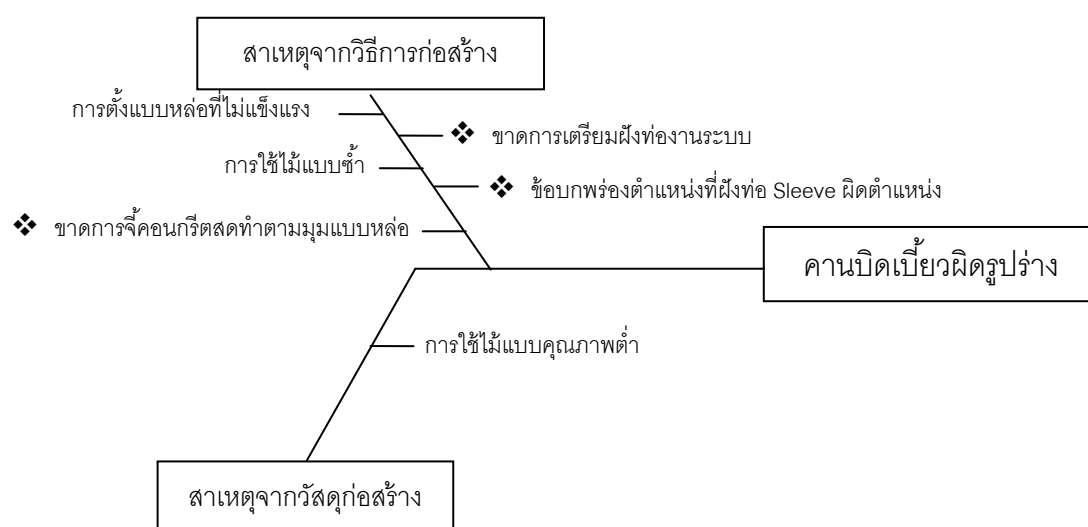 สาเหตุจากวิธีการก่อสร้าง
การตั้งแบบหล่อที่ไม่แข็งแรง
❖ ขาดการเตรียมฝังท่องานระบบ
การใช้ไม้แบบซ้ำ
❖ ข้อบกพร่องตำแหน่งที่ฝังท่อ Sleeve ผิดตำแหน่ง
❖ ขาดการจี้คอนกรีตสดทำตามมุมแบบหล่อ
คานบิดเบี้ยวผิดรูปร่าง
การใช้ไม้แบบคุณภาพต่ำ
สาเหตุจากวัสดุก่อสร้าง